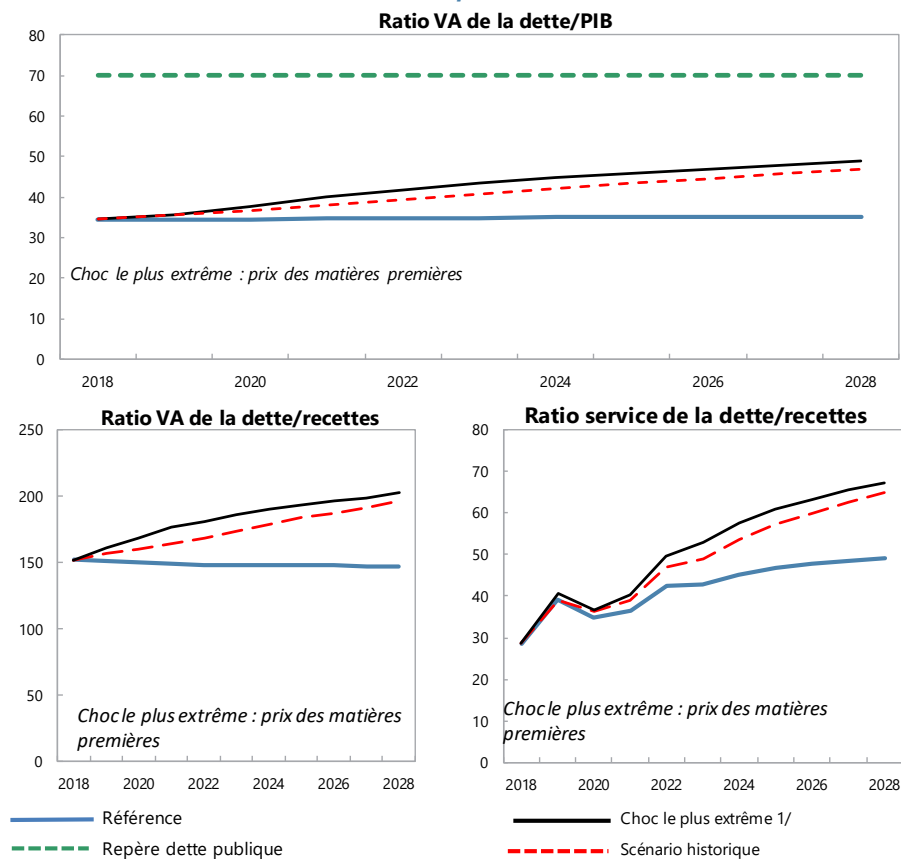 Ratio VA de la dette/PIB
80
70
60
50
40
30
20
10
0
Choc le plus extrême : prix des matières premières
2018 2020 2022 2024 2026 2028
Ratio VA de la dette/recettes
250
200
150
100
50
0
Choc le plus extrême : prix des matières
premières
2018 2020 2022 2024 2026 2028
Ratio service de la dette/recettes
80
70
60
50
40
30
20
10
0
Choc le plus extrême : prix des matières
premières
2018 2020 2022 2024 2026 2028
Référence
Choc le plus extrême 1/
Repère dette publique
Scénario historique